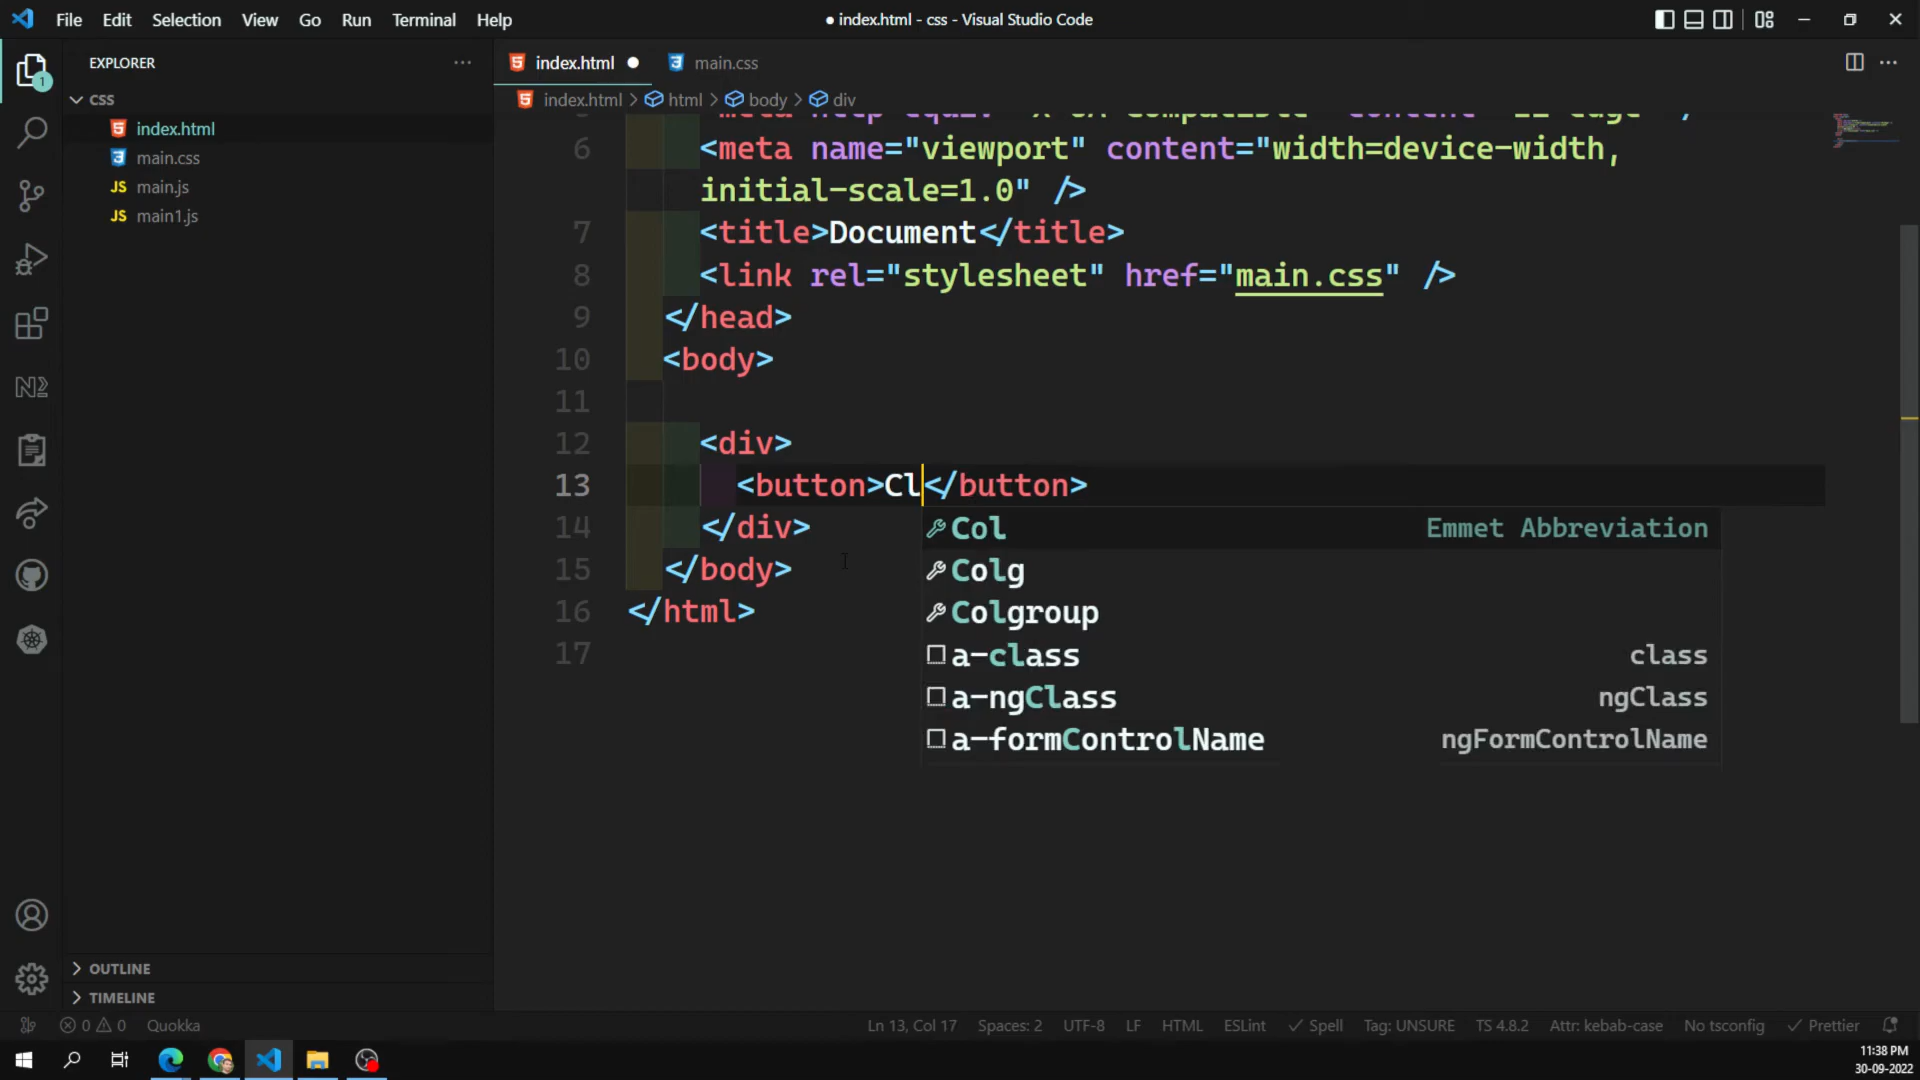 File Edit Selection View Go Run Terminal Help
● index.html - css - Visual Studio Code
EXPLORER
CSS
index.html
main.css
main.js
main1.js
1
N2
OUTLINE
TIMELINE
index.html
main.css
index.html > html > body > div
6 <meta name="viewport" content="width=device-width,
initial-scale=1.0" />
7 <title>Document</title>
8 <link rel="stylesheet" href="main.css" />
9 </head>
10 <body>
11
12 <div>
13 <button>Cl</button>
14 </div>
15 </body>
16 </html>
17
Col Emmet Abbreviation
Colg
Colgroup
a-class class
a-ngClass ngClass
a-formControlName ngFormControlName
0 0 Quokka
Ln 13, Col 17 Spaces: 2 UTF-8 LF HTML ESLint Spell Tag: UNSURE TS 4.8.2 Attr: kebab-case No tsconfig Prettier
11:38 PM
30-09-2022